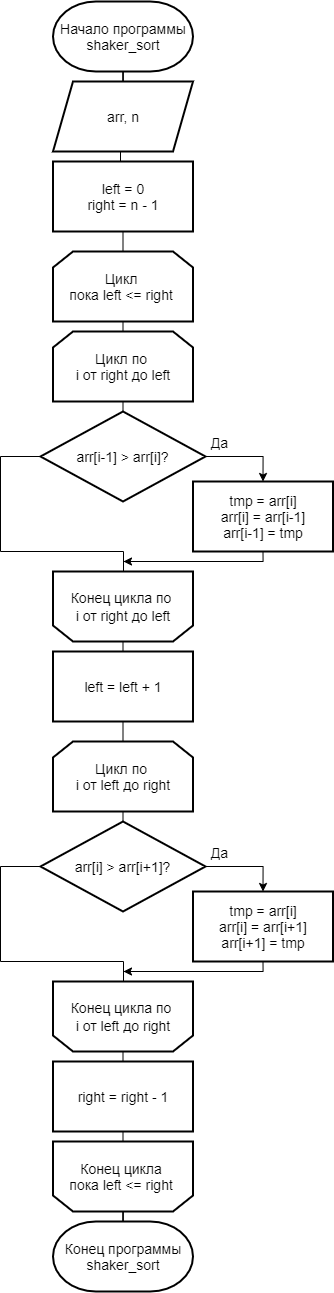 Начало программы
shaker_sort
arr, n
left = 0
right = n - 1
Цикл
пока left <= right
Цикл по
i от right до left
arr[i-1] > arr[i]?
Да
tmp = arr[i]
arr[i] = arr[i-1]
arr[i-1] = tmp
Конец цикла по
i от right до left
left = left + 1
Цикл по
i от left до right
arr[i] > arr[i+1]?
Да
tmp = arr[i]
arr[i] = arr[i+1]
arr[i+1] = tmp
Конец цикла по
i от left до right
right = right - 1
Конец цикла
пока left <= right
Конец программы
shaker_sort